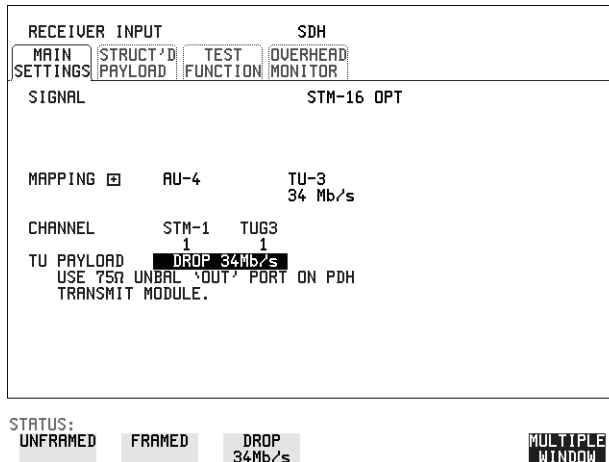 RECEIVER INPUT SDH
MAIN SETTINGS STRUCT'D PAYLOAD TEST FUNCTION OVERHEAD MONITOR
SIGNAL STM-16 OPT
MAPPING + AU-4 TU-3
34 Mb/s
CHANNEL STM-1 TUG3
1 1
TU PAYLOAD DROP 34Mb/s
USE 75Ω UNBAL 'OUT' PORT ON PDH
TRANSMIT MODULE.
STATUS:
UNFRAMED FRAMED DROP 34Mb/s MULTIPLE WINDOW